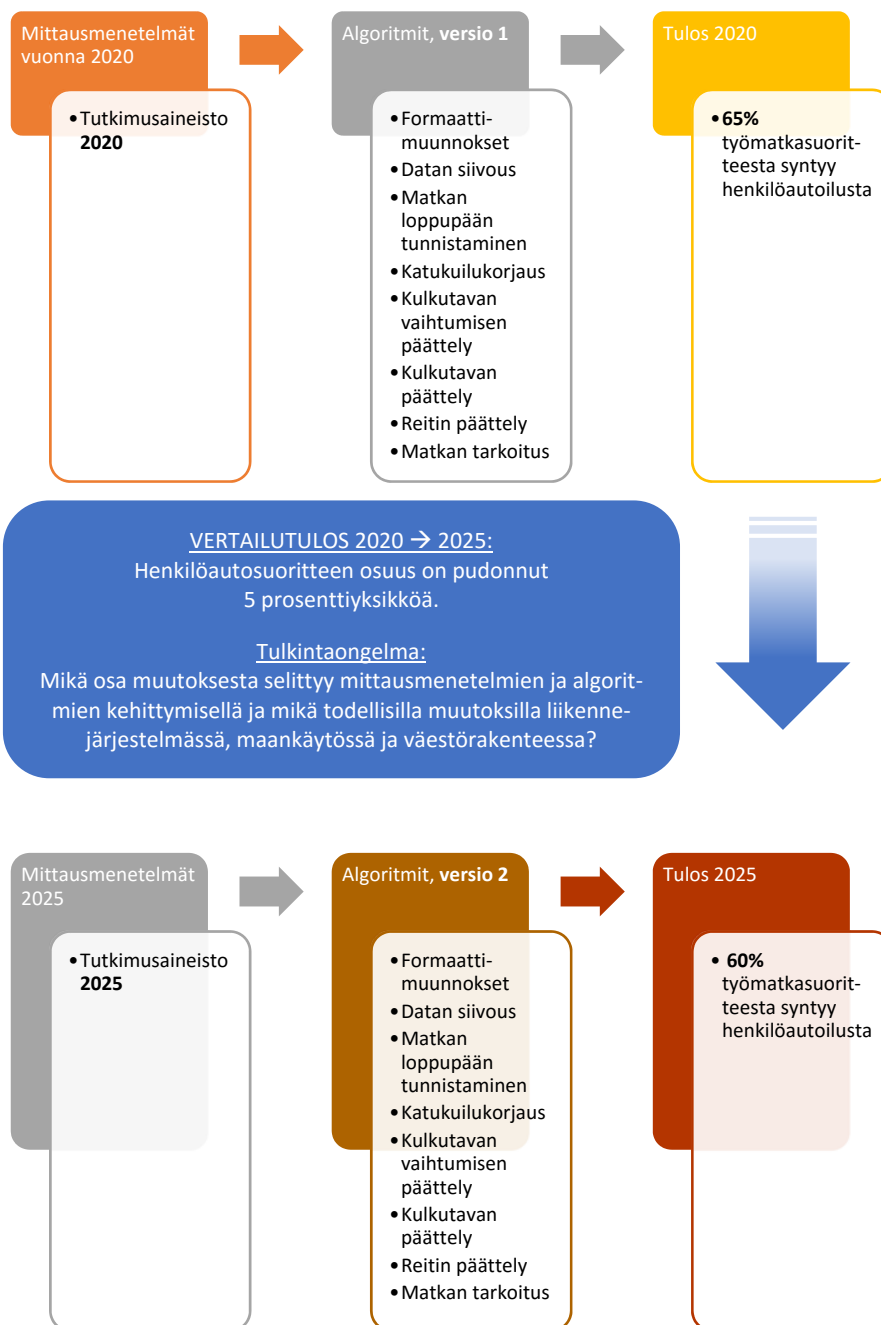 Mittausmenetelmät
vuonna 2020
•Tutkimusaineisto
2020
Algoritmit, versio 1
•Formaatti-
muunnokset
•Datan siivous
•Matkan
loppupään
tunnistaminen
•Katukuilukorjaus
•Kulkutavan
vaihtumisen
päättely
•Kulkutavan
päättely
•Reitin päättely
•Matkan tarkoitus
Tulos 2020
•65%
työmatkasuorit-
teesta syntyy
henkilöautoilusta
VERTAILUTULOS 2020 → 2025:
Henkilöautosuoritteen osuus on pudonnut
5 prosenttiyksikköä.
Tulkintaongelma:
Mikä osa muutoksesta selittyy mittausmenetelmien ja algorit-
mien kehittymisellä ja mikä todellisilla muutoksilla liikenne-
järjestelmässä, maankäytössä ja väestörakenteessa?
Mittausmenetelmät
2025
•Tutkimusaineisto
2025
Algoritmit, versio 2
•Formaatti-
muunnokset
•Datan siivous
•Matkan
loppupään
tunnistaminen
•Katukuilukorjaus
•Kulkutavan
vaihtumisen
päättely
•Kulkutavan
päättely
•Reitin päättely
•Matkan tarkoitus
Tulos 2025
• 60%
työmatkasuorit-
teesta syntyy
henkilöautoilusta